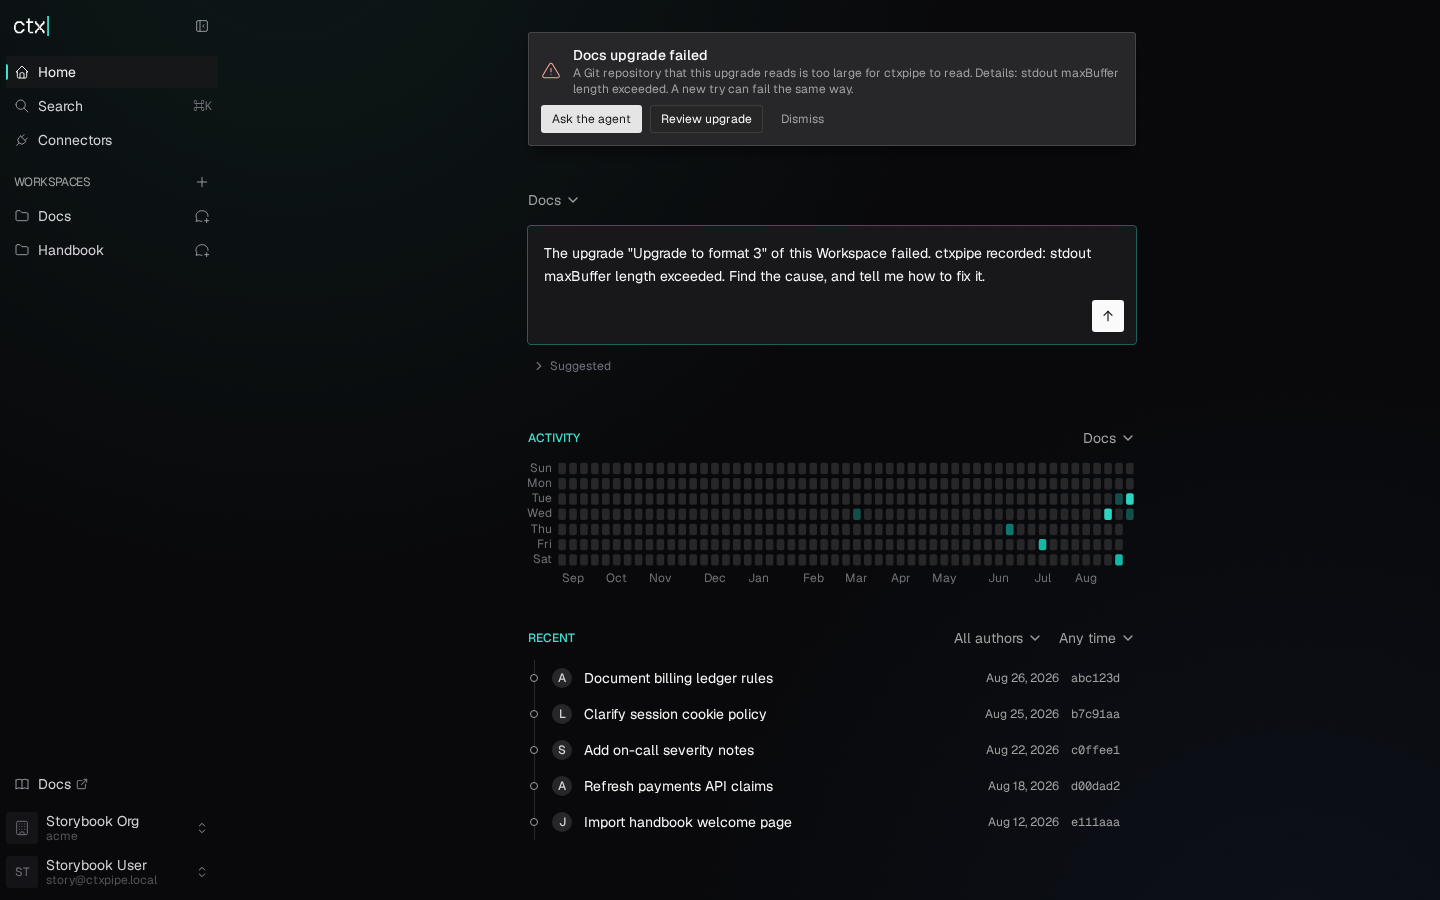 ctx
Home
Search ⌘K
Connectors
WORKSPACES
Docs
Handbook
Docs
Storybook Org
acme
ST
Storybook User
story@ctxpipe.local
Docs upgrade failed
A Git repository that this upgrade reads is too large for ctxpipe to read. Details: stdout maxBuffer
length exceeded. A new try can fail the same way.
Ask the agent Review upgrade Dismiss
Docs
The upgrade "Upgrade to format 3" of this Workspace failed. ctxpipe recorded: stdout
maxBuffer length exceeded. Find the cause, and tell me how to fix it.
Suggested
ACTIVITY Docs
Sun
Mon
Tue
Wed
Thu
Fri
Sat
Sep Oct Nov Dec Jan Feb Mar Apr May Jun Jul Aug
RECENT All authors Any time
A Document billing ledger rules Aug 26, 2026 abc123d
L Clarify session cookie policy Aug 25, 2026 b7c91aa
S Add on-call severity notes Aug 22, 2026 c0ffee1
A Refresh payments API claims Aug 18, 2026 d00dad2
J Import handbook welcome page Aug 12, 2026 e111aaa